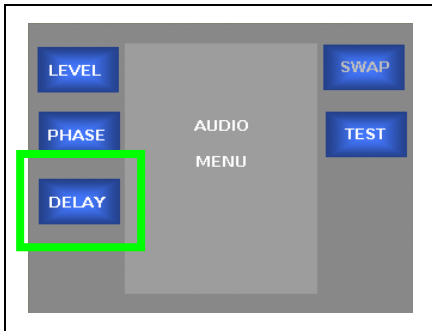 LEVEL
SWAP
PHASE
AUDIO
MENU
TEST
DELAY